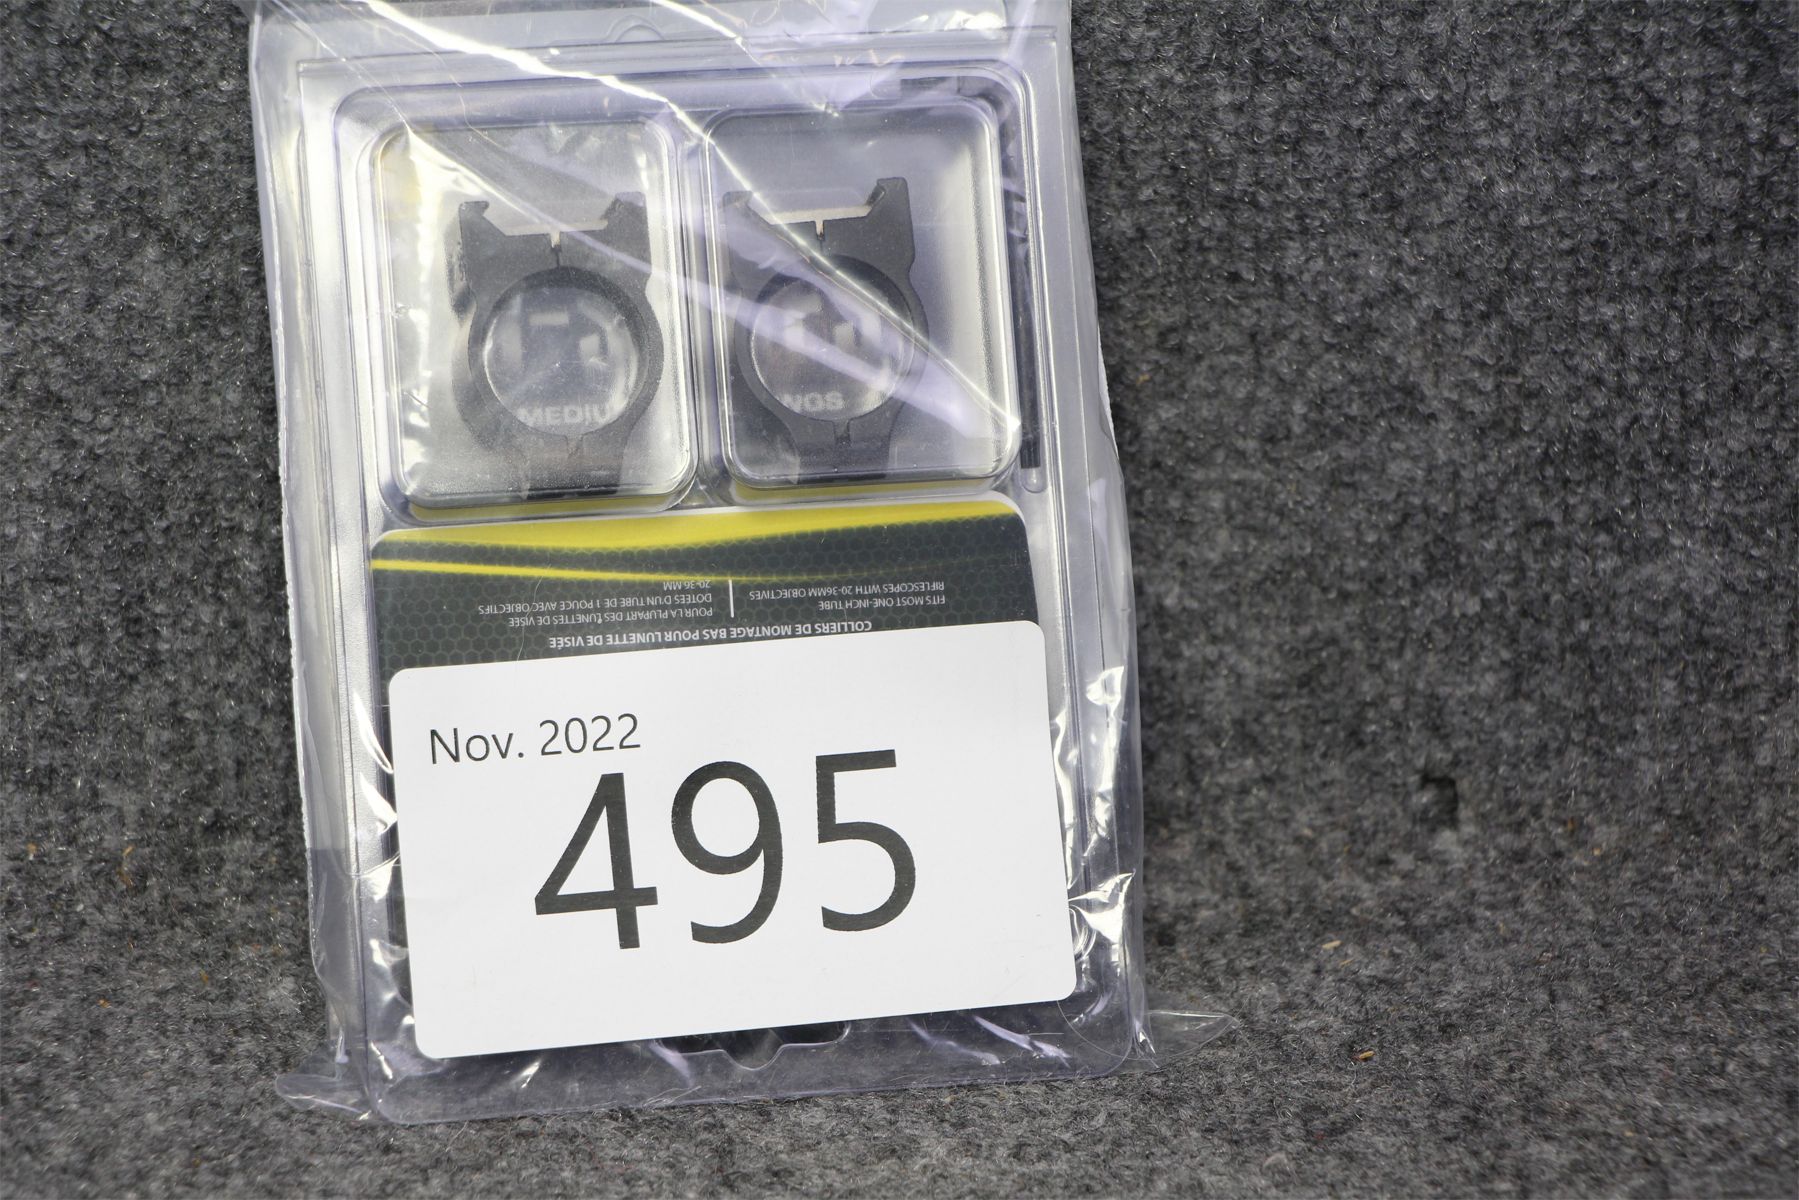 MEDIU
NGS
COLLIERS DE MONTAGE BAS POUR LUNETTE DE VISÉE
FITS MOST ONE-INCH TUBE
RIFLESCOPES WITH 20-36MM OBJECTIVES
POUR LA PLUPART DES LUNETTES DE VISÉE
DOTÉES D'UN TUBE DE 1 POUCE AVEC OBJECTIFS
20-36 MM
Nov. 2022
495